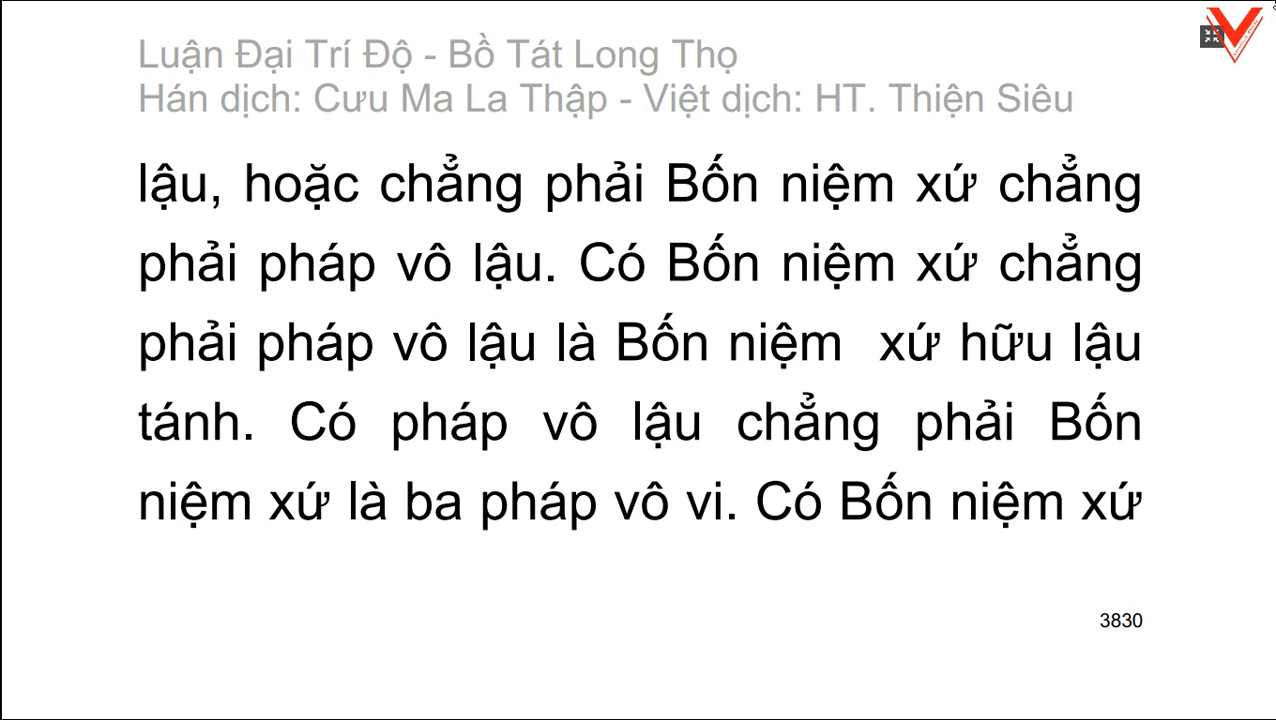 Luận Đại Trí Độ - Bồ Tát Long Thọ
Hán dịch: Cưu Ma La Thập - Việt dịch: HT. Thiện Siêu
lậu, hoặc chẳng phải Bốn niệm xứ chẳng
phải pháp vô lậu. Có Bốn niệm xứ chẳng
phải pháp vô lậu là Bốn niệm xứ hữu lậu
tánh. Có pháp vô lậu chẳng phải Bốn
niệm xứ là ba pháp vô vi. Có Bốn niệm xứ
3830